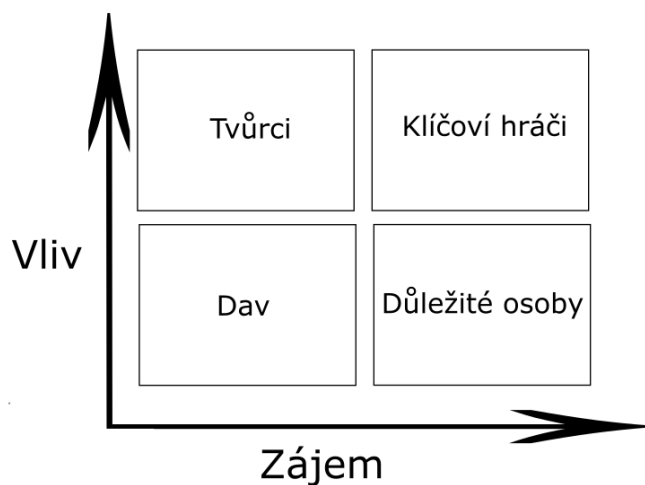 Tvůrci
Klíčoví hráči
Vliv
Dav
Důležité osoby
Zájem